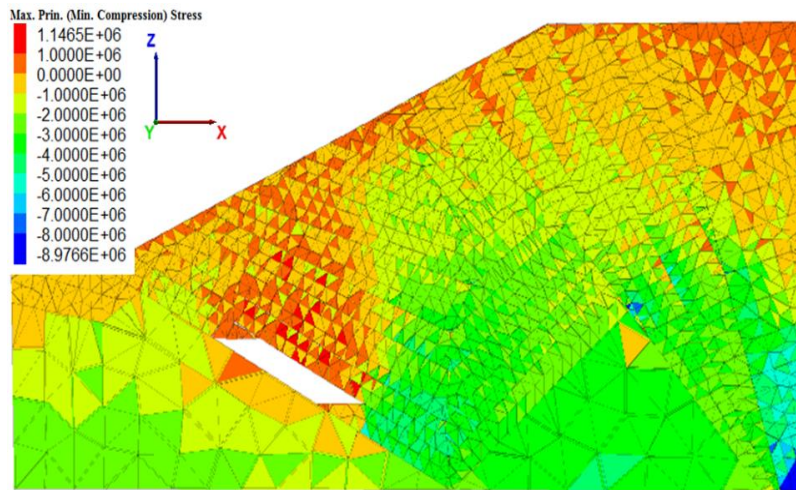 Max. Prin. (Min. Compression) Stress
1.1465E+06
1.0000E+06
0.0000E+00
-1.0000E+06
-2.0000E+06
-3.0000E+06
-4.0000E+06
-5.0000E+06
-6.0000E+06
-7.0000E+06
-8.0000E+06
-8.9766E+06
Z
Y
X